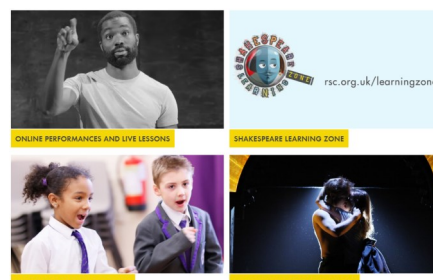 SHAKESPEARE
LEARNING
ZONE
rsc.org.uk/learningzone
ONLINE PERFORMANCES AND LIVE LESSONS
SHAKESPEARE LEARNING ZONE